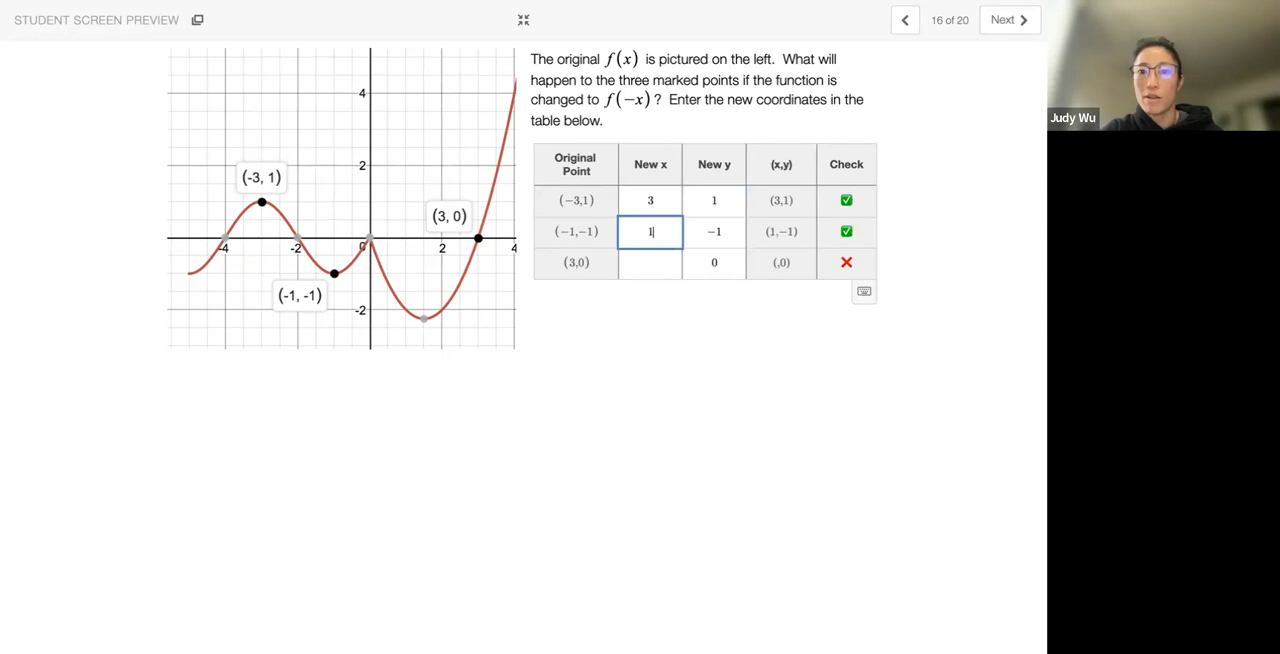 STUDENT SCREEN PREVIEW
16 of 20
Next
The original f(x) is pictured on the left. What will
happen to the three marked points if the function is
changed to f(−x)? Enter the new coordinates in the
table below.
Original Point New x New y (x,y) Check
(−3,1) 3 1 (3,1)
(−1,−1) 1 −1 (1,−1)
(3,0) 0 (,0)
4
2
(-3, 1)
(3, 0)
-4 -2 0 2 4
(-1, -1)
-2
Judy Wu